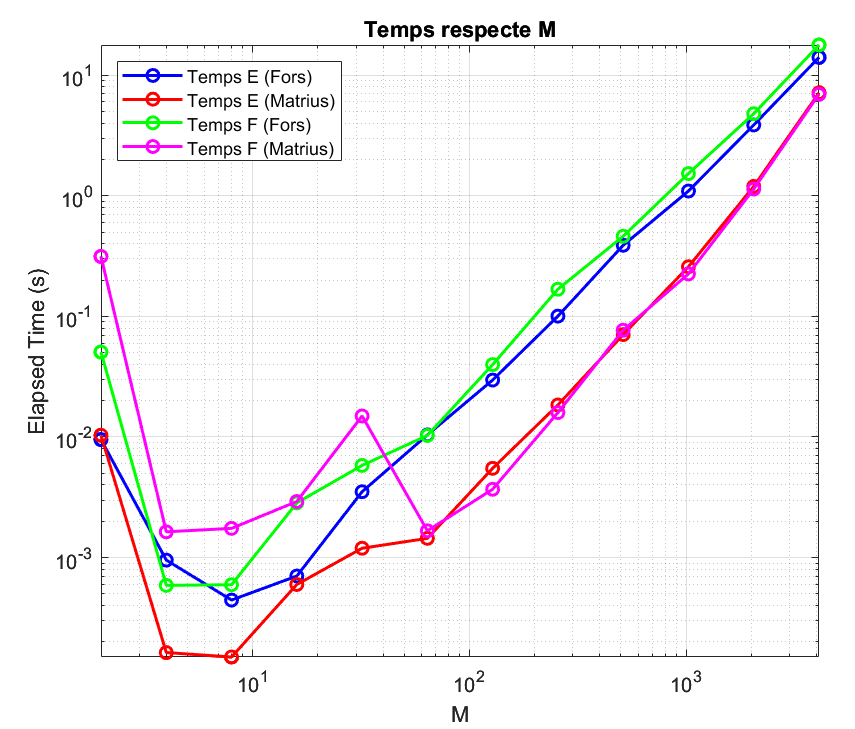 Temps respecte M
Temps E (Fors)
Temps E (Matrius)
Temps F (Fors)
Temps F (Matrius)
Elapsed Time (s)
10^1
10^0
10^-1
10^-2
10^-3
10^1 10^2 10^3
M